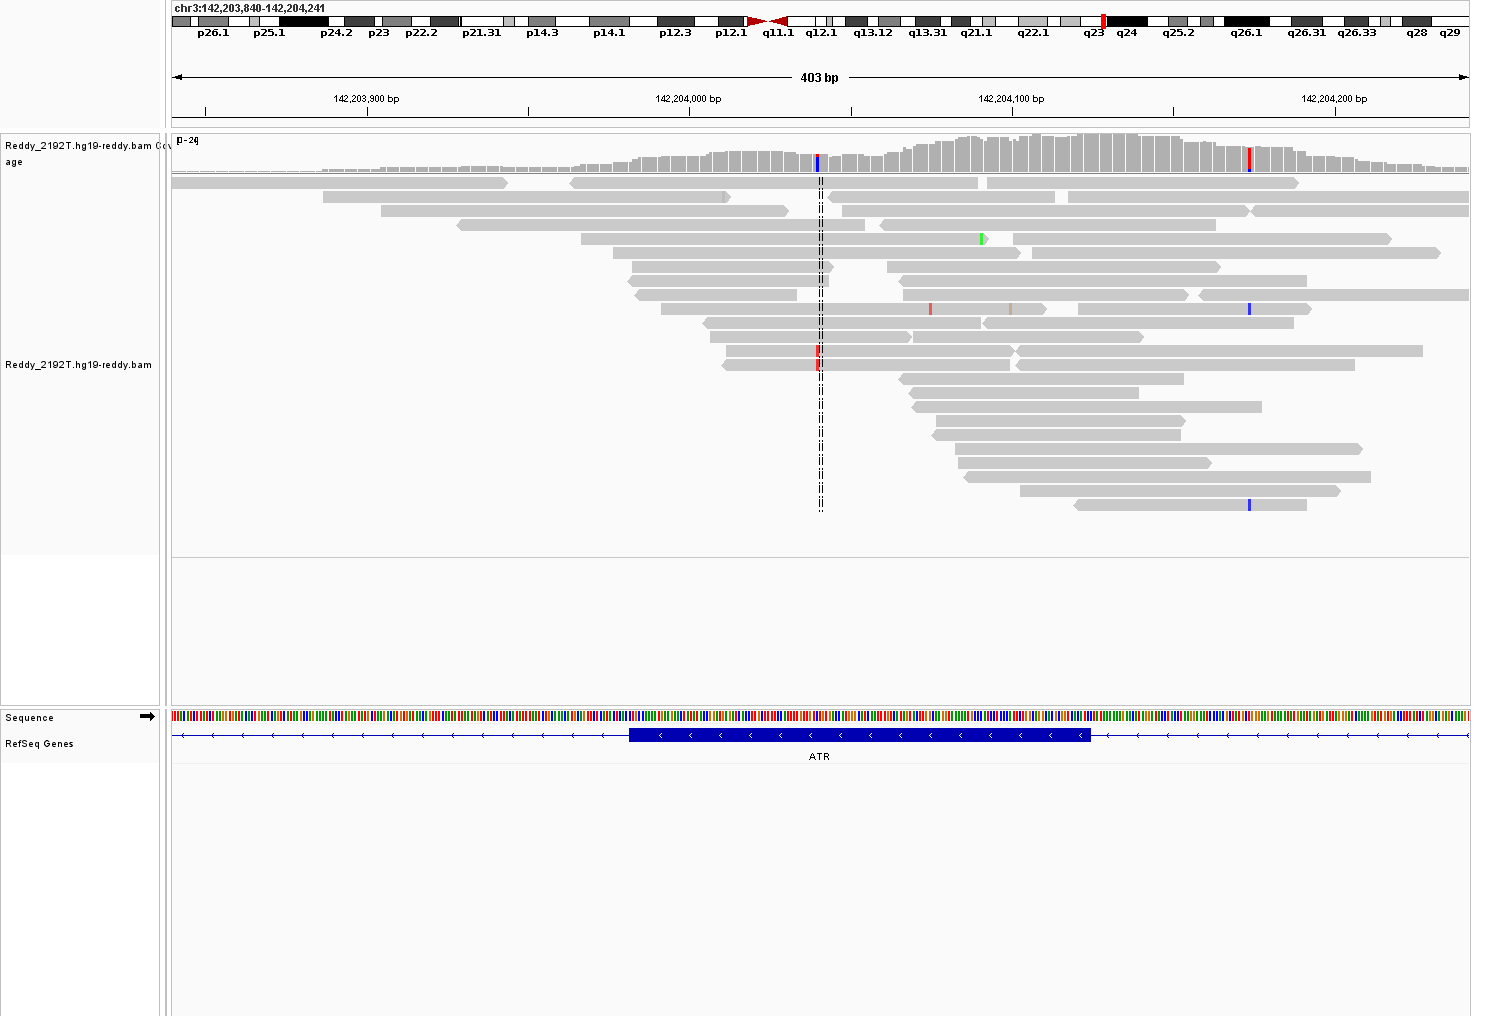 chr3:142,203,840-142,204,241
p26.1 p25.1 p24.2 p23 p22.2 p21.31 p14.3 p14.1 p12.3 p12.1 q11.1 q12.1 q13.12 q13.31 q21.1 q22.1 q23 q24 q25.2 q26.1 q26.31 q26.33 q28 q29
403 bp
142,203,900 bp 142,204,000 bp 142,204,100 bp 142,204,200 bp
Reddy_2192T.hg19-reddy.bam Cov
age
[0-24]
Reddy_2192T.hg19-reddy.bam
Sequence
RefSeq Genes
ATR